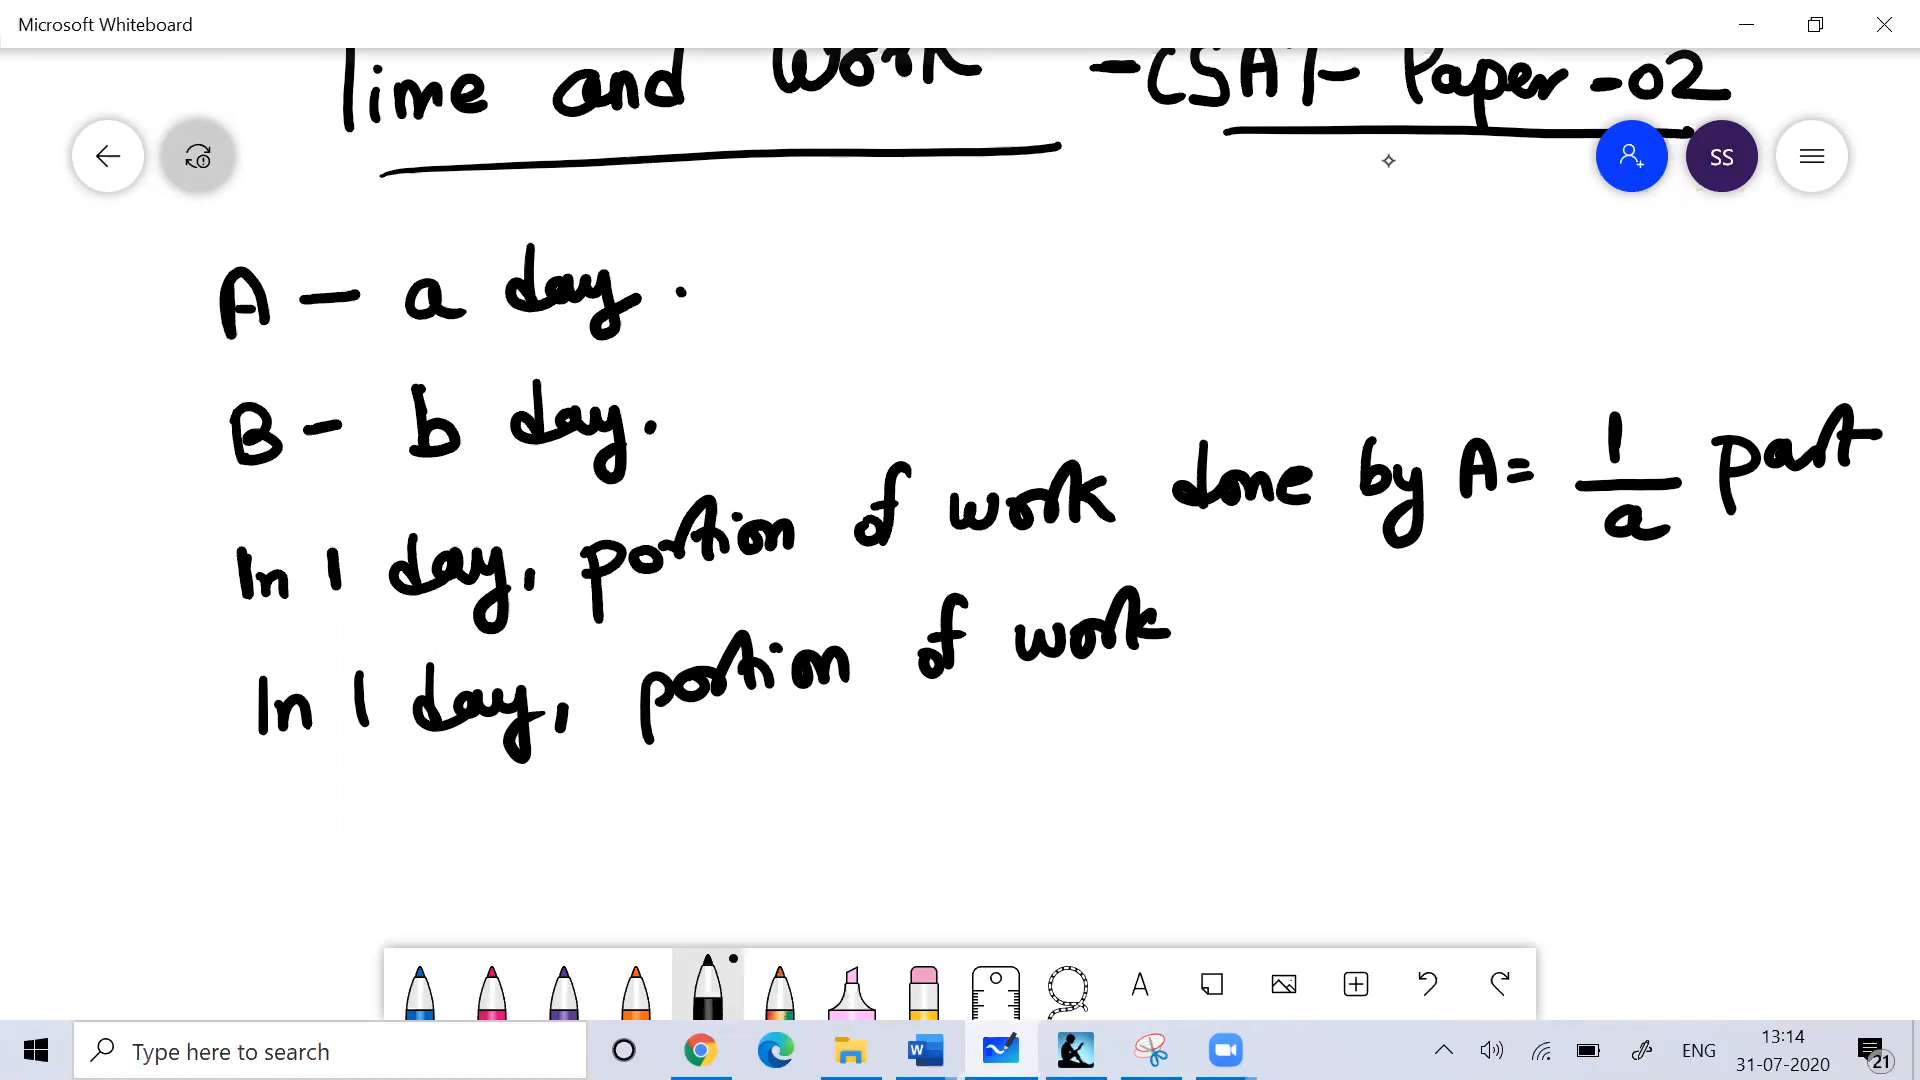 Microsoft Whiteboard
Time and Work - CSAT - Paper -02
SS
A - a day.
B - b day.
In 1 day, portion of work done by A = 1/a part
In 1 day, portion of work
A
Type here to search
W
ENG
13:14
31-07-2020
21